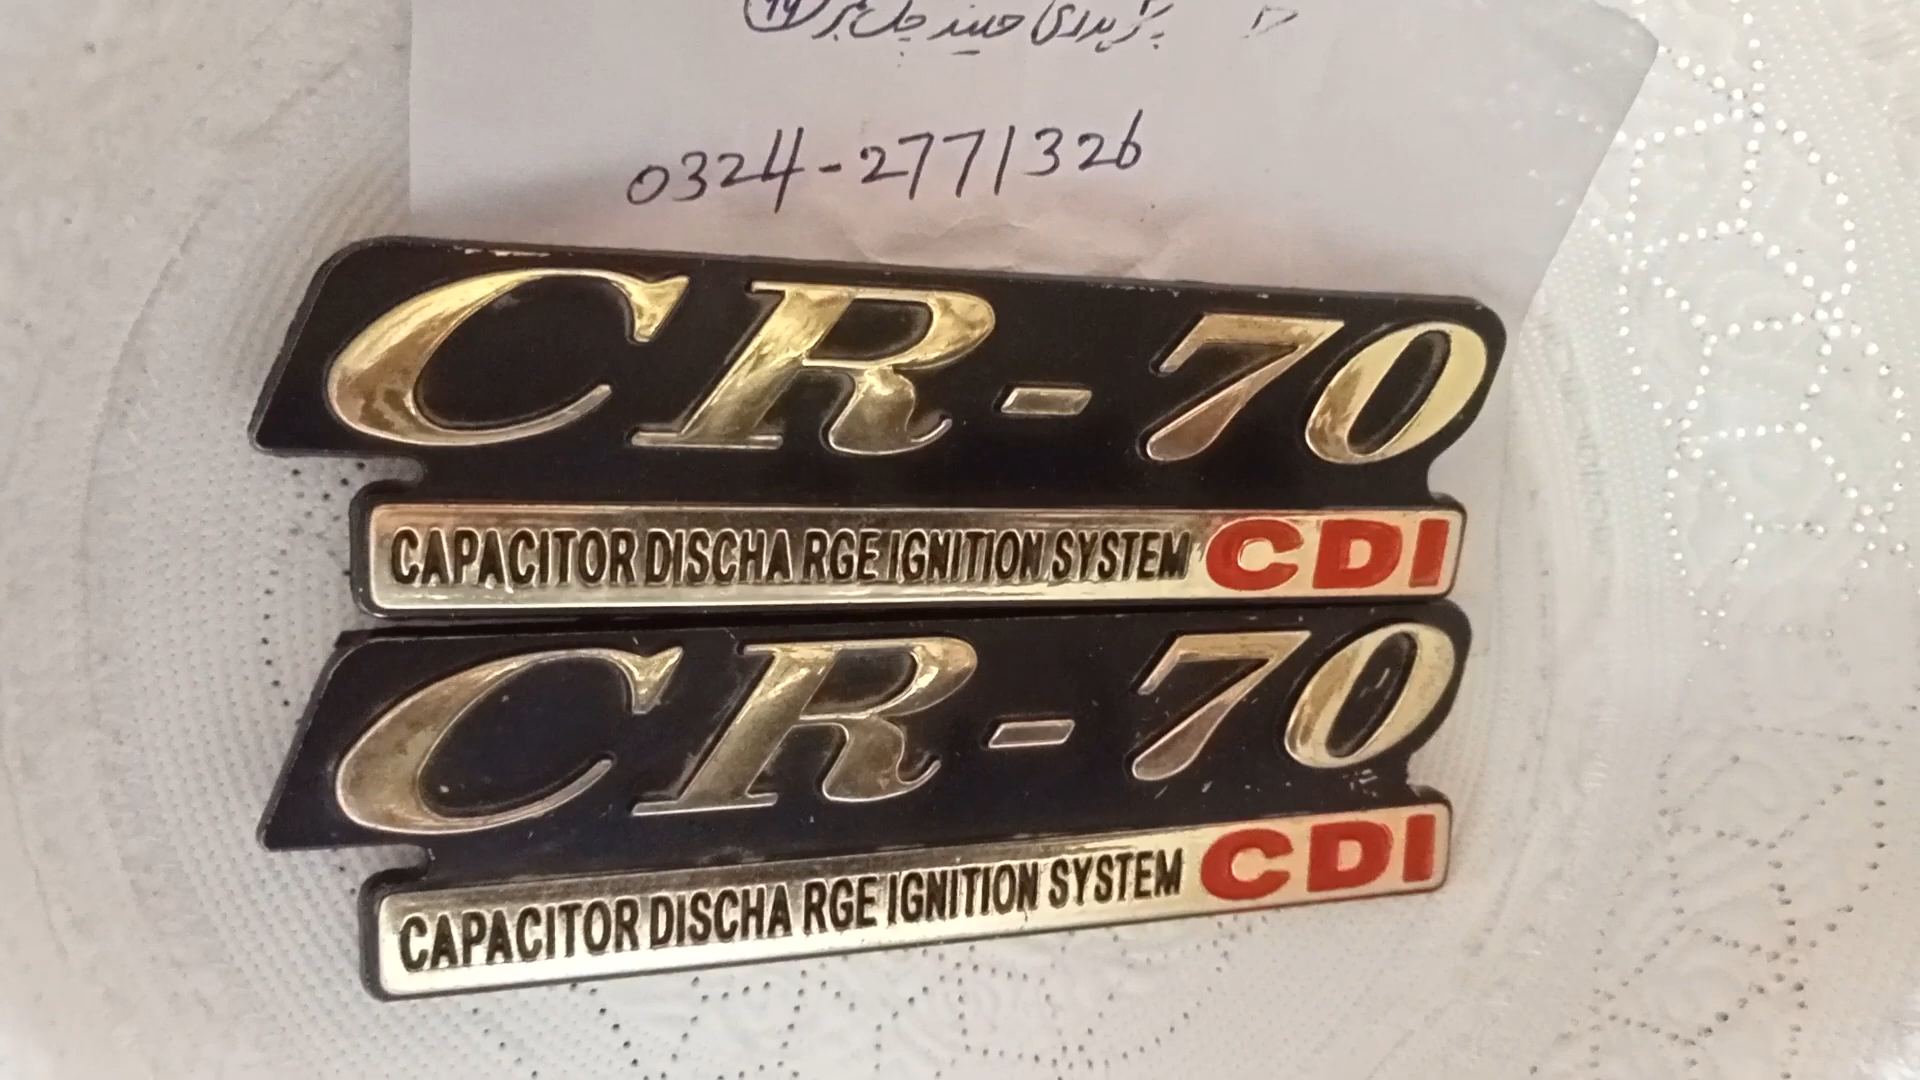 0324-2771326
CR-70
CAPACITOR DISCHA RGE IGNITION SYSTEM CDI
CR-70
CAPACITOR DISCHA RGE IGNITION SYSTEM CDI